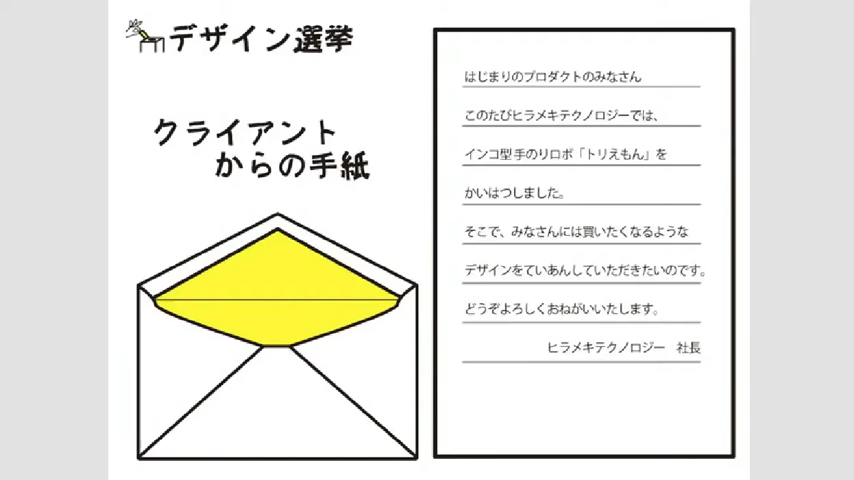 デザイン選挙
クライアント
からの手紙
はじまりのプロダクトのみなさん
このたびヒラメキテクノロジーでは、
インコ型手のりロボ「トリえもん」を
かいはつしました。
そこで、みなさんには買いたくなるような
デザインをていあんしていただきたいのです。
どうぞよろしくおねがいいたします。
ヒラメキテクノロジー　社長